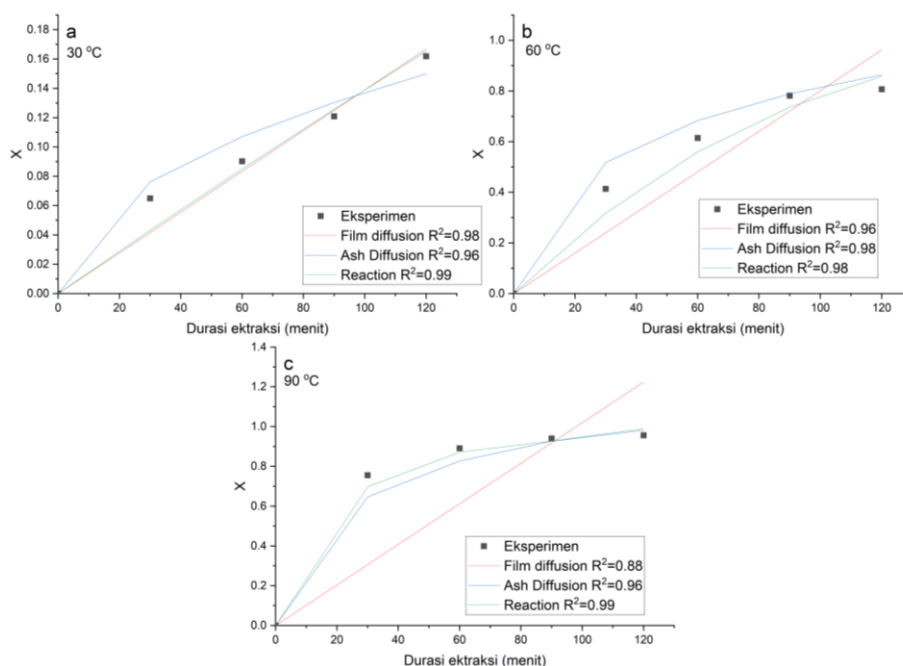 a
30 °C
0.18
0.16
0.14
0.12
0.10
0.08
0.06
0.04
0.02
0.00
X
0
20
40
60
80
100
120
Durasi ektraksi (menit)
Eksperimen
Film diffusion R²=0.98
Ash Diffusion R²=0.96
Reaction R²=0.99
b
60 °C
1.0
0.8
0.6
0.4
0.2
0.0
X
0
20
40
60
80
100
120
Durasi ektraksi (menit)
Eksperimen
Film diffusion R²=0.96
Ash Diffusion R²=0.98
Reaction R²=0.98
c
90 °C
1.4
1.2
1.0
0.8
0.6
0.4
0.2
0.0
X
0
20
40
60
80
100
120
Durasi ektraksi (menit)
Eksperimen
Film diffusion R²=0.88
Ash Diffusion R²=0.96
Reaction R²=0.99